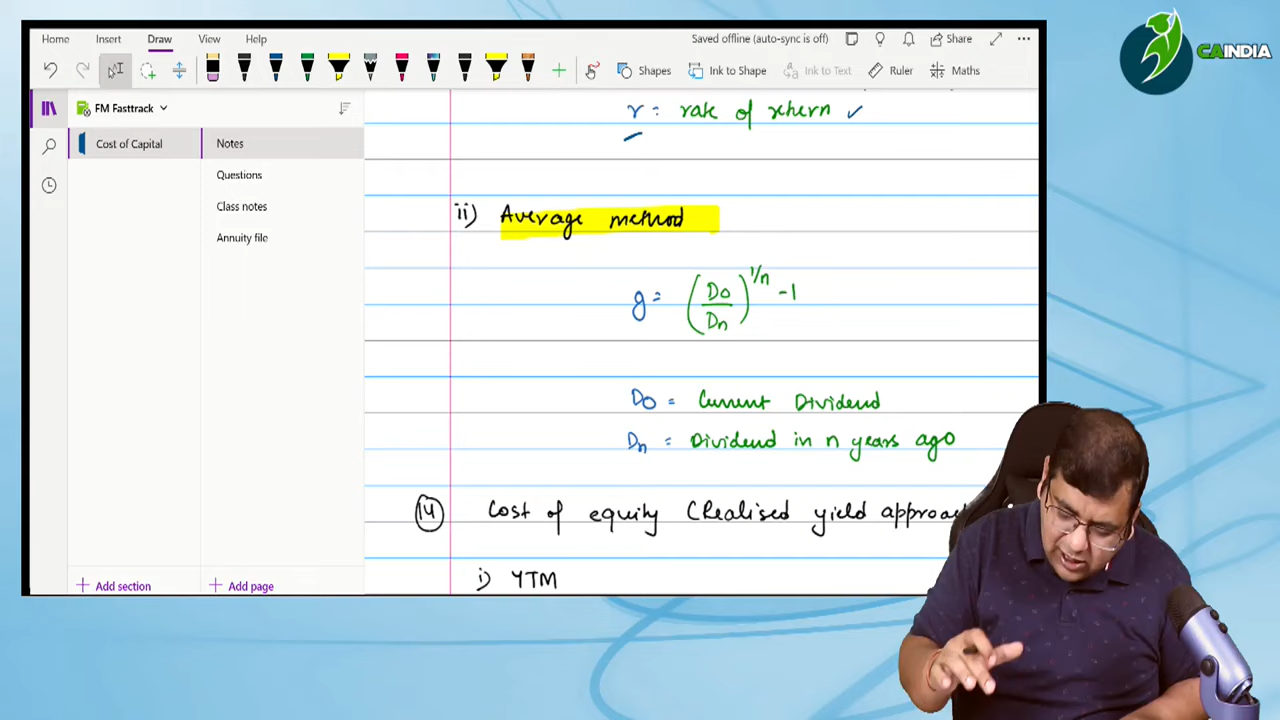 Home Insert Draw View Help
Saved offline (auto-sync is off)
Share
Shapes
Ink to Shape
Ink to Text
Ruler
Maths
CAINDIA
FM Fasttrack
Cost of Capital
Notes
Questions
Class notes
Annuity file
Add section
Add page
r = rate of return ✓
ii) Average method
g = (D0/Dn)^1/n -1
D0 = Current Dividend
Dn = Dividend in n years ago
14 Cost of equity (Realised yield approac
i) YTM